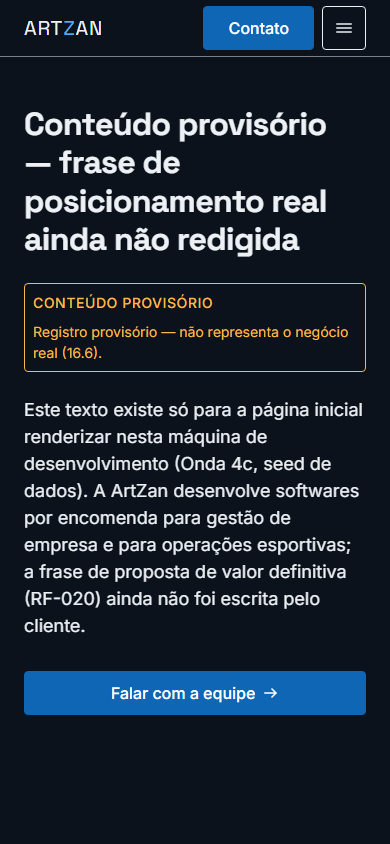 ARTZAN
Contato
Conteúdo provisório
— frase de
posicionamento real
ainda não redigida
CONTEÚDO PROVISÓRIO
Registro provisório — não representa o negócio
real (16.6).
Este texto existe só para a página inicial
renderizar nesta máquina de
desenvolvimento (Onda 4c, seed de
dados). A ArtZan desenvolve softwares
por encomenda para gestão de
empresa e para operações esportivas;
a frase de proposta de valor definitiva
(RF-020) ainda não foi escrita pelo
cliente.
Falar com a equipe →